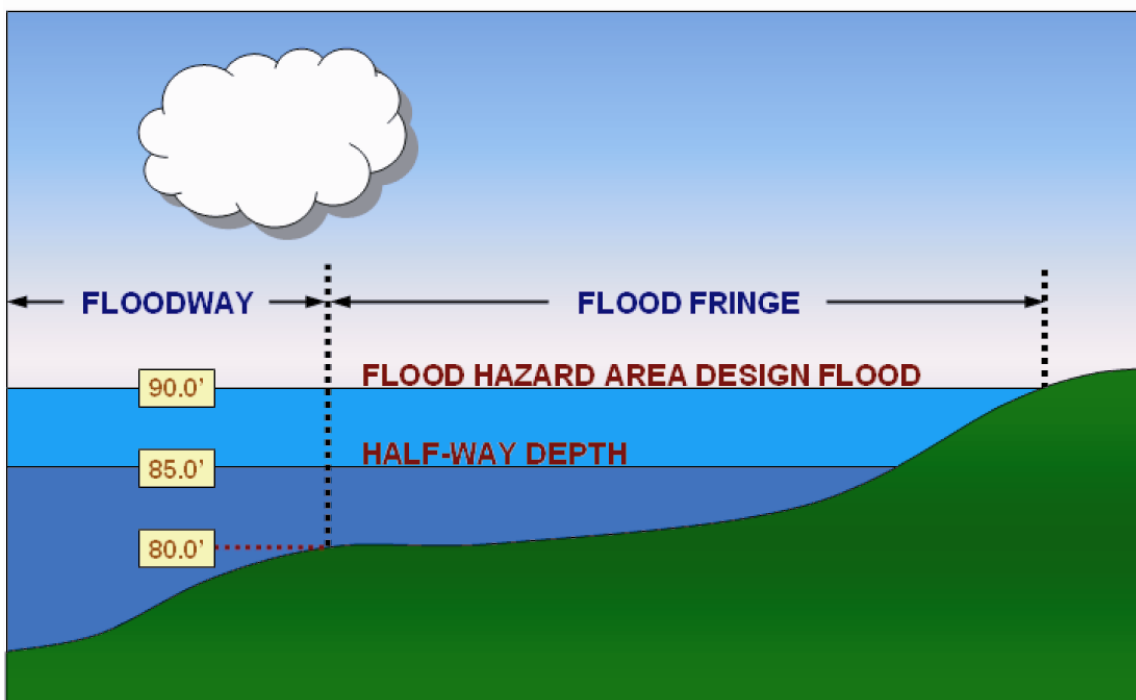 FLOODWAY FLOOD FRINGE
FLOOD HAZARD AREA DESIGN FLOOD
90.0’
HALF-WAY DEPTH
85.0’
80.0’